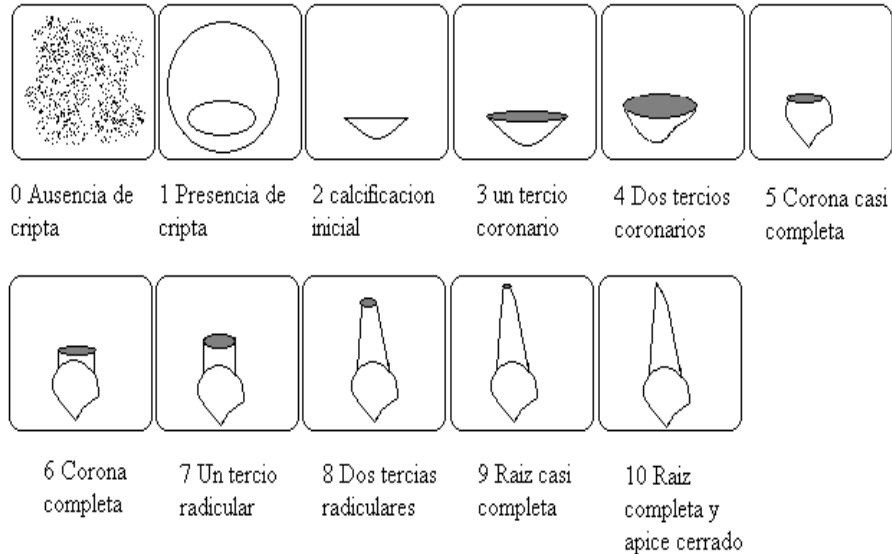 0 Ausencia de
cripta
1 Presencia de
cripta
2 calcificacion
inicial
3 un tercio
coronario
4 Dos tercios
coronarios
5 Corona casi
completa
6 Corona
completa
7 Un tercio
radicular
8 Dos tercias
radiculares
9 Raiz casi
completa
10 Raiz
completa y
apice cerrado